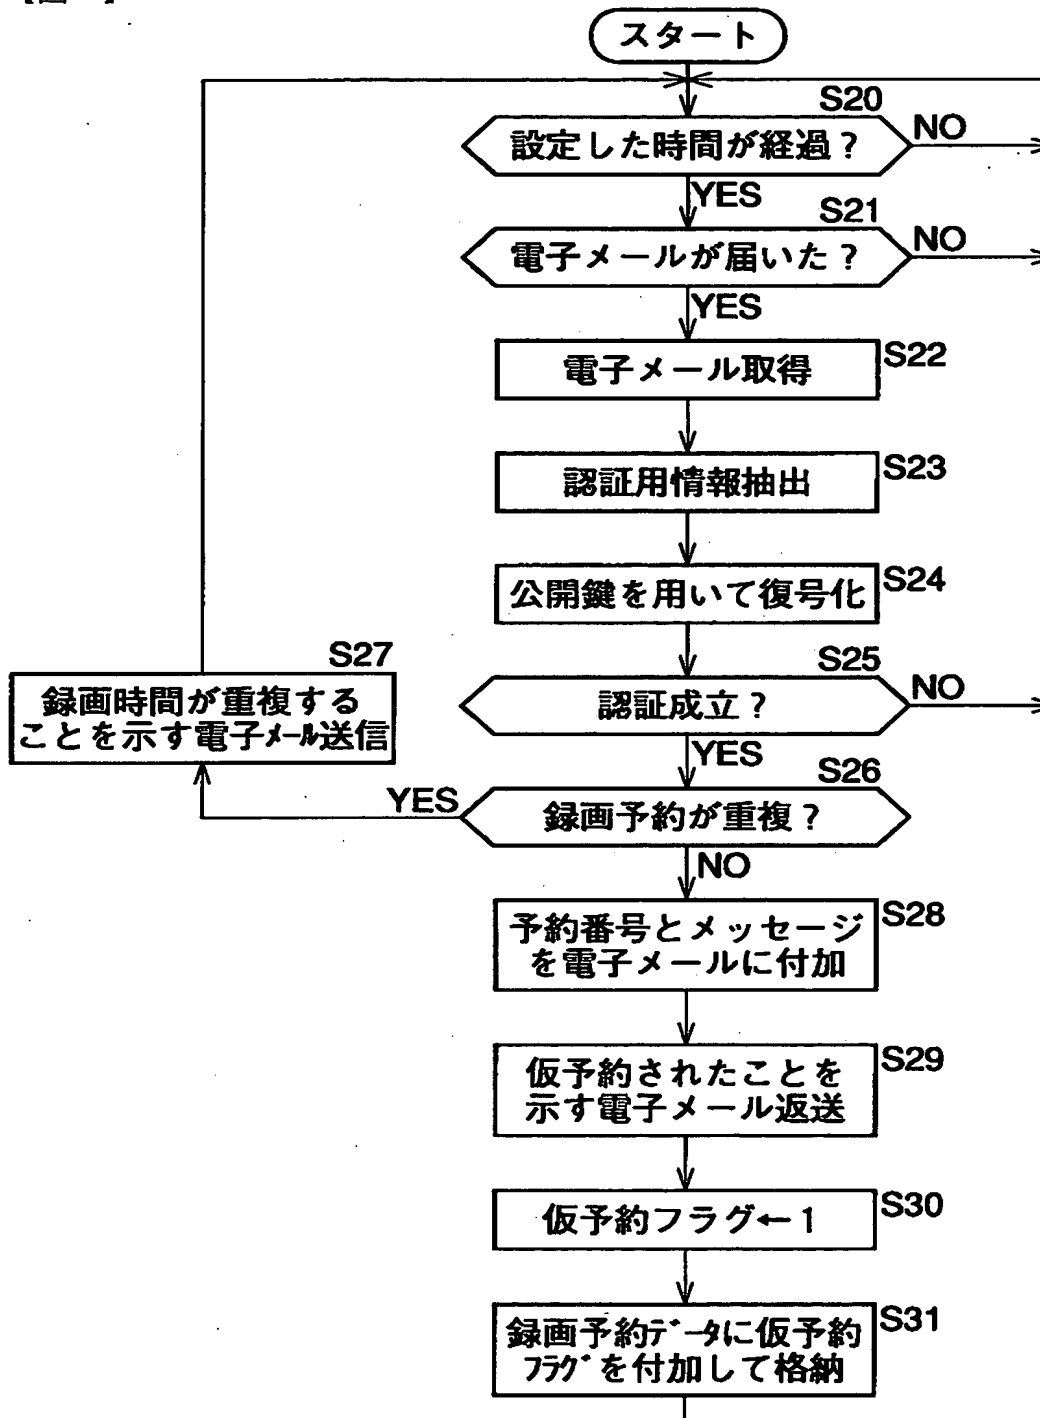 スタート
S20
設定した時間が経過?
NO
YES
S21
電子メールが届いた?
NO
YES
S22
電子メール取得
S23
認証用情報抽出
S24
公開鍵を用いて復号化
S25
認証成立?
NO
YES
S27
録画時間が重複する
ことを示す電子メール送信
S26
録画予約が重複?
YES
NO
S28
予約番号とメッセージ
を電子メールに付加
S29
仮予約されたことを
示す電子メール返送
S30
仮予約フラグ←1
S31
録画予約データに仮予約
フラグを付加して格納